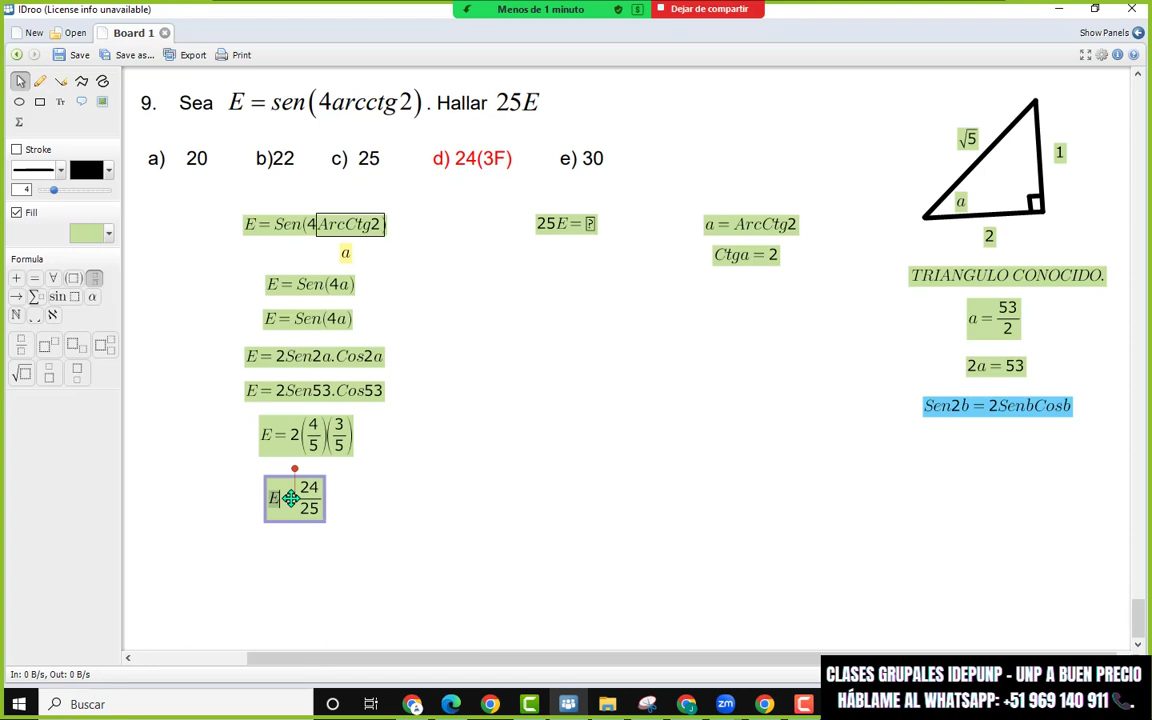 IDroo (License info unavailable)
Menos de 1 minuto
$
Dejar de compartir
New
Open
Board 1
Show Panels
Save
Save as...
Export
Print
Tr
Σ
Stroke
4
Fill
Formula
9. Sea E = sen(4arcctg2). Hallar 25E
a) 20 b)22 c) 25 d) 24(3F) e) 30
E = Sen(4ArcCtg2)
a
E = Sen(4a)
E = Sen(4a)
E = 2Sen2a.Cos2a
E = 2Sen53.Cos53
E = 2(4/5)(3/5)
E 24/25
25E = ?
a = ArcCtg2
Ctga = 2
√5
1
a
2
TRIANGULO CONOCIDO.
a = 53/2
2a = 53
Sen2b = 2SenbCosb
In: 0 B/s, Out: 0 B/s
CLASES GRUPALES IDEPUNP - UNP A BUEN PRECIO
HÁBLAME AL WHATSAPP: +51 969 140 911
Buscar
zm